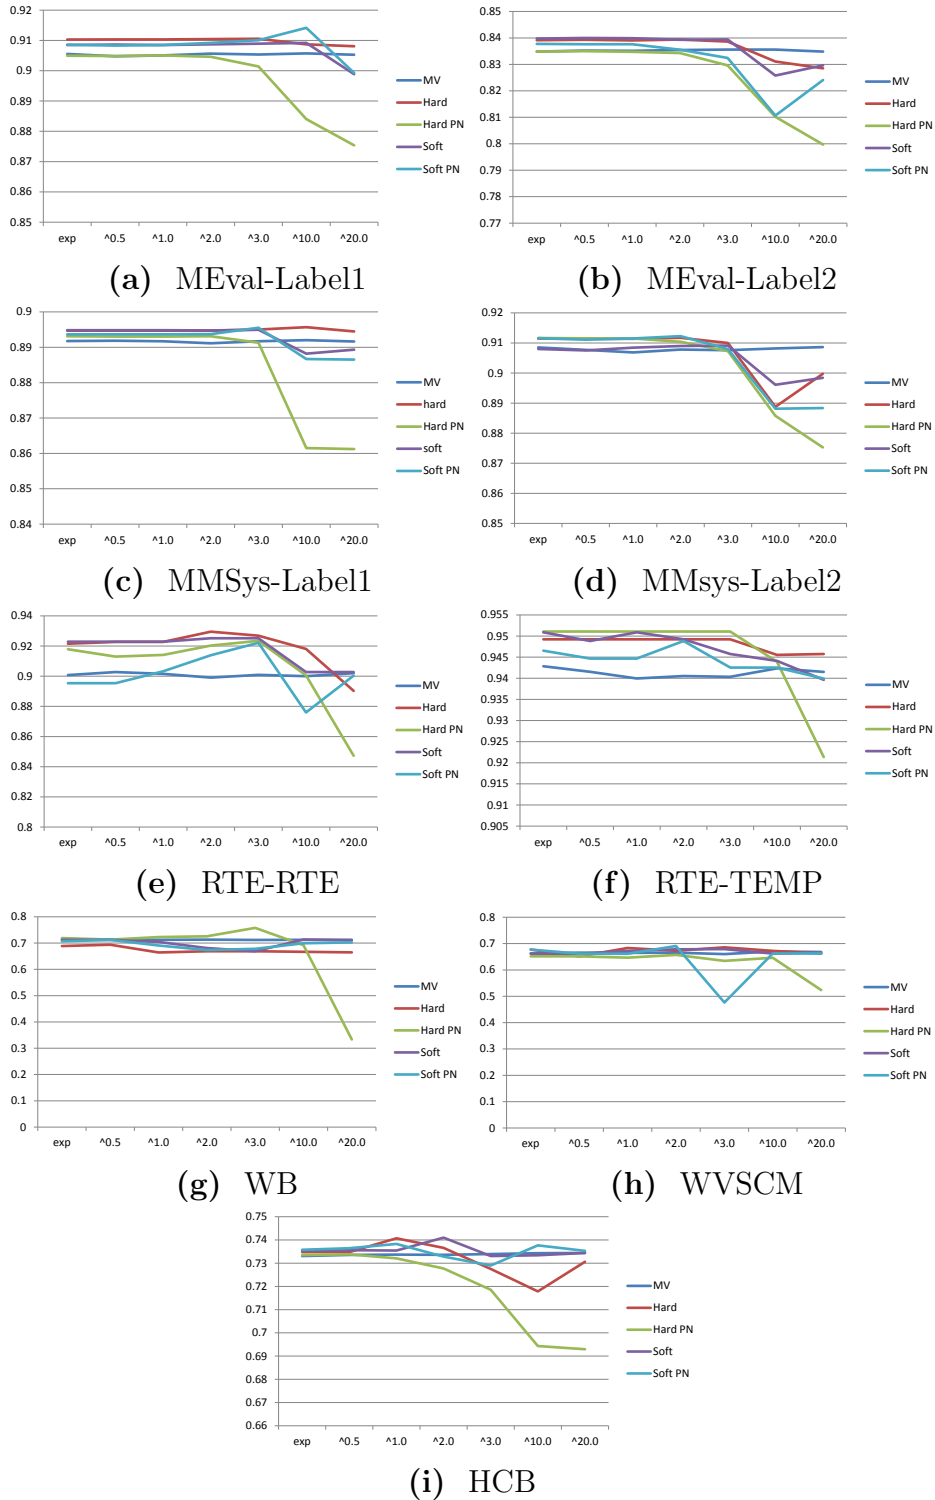 0.92
0.91
0.9
0.89
0.88
0.87
0.86
0.85
exp ^0.5 ^1.0 ^2.0 ^3.0 ^10.0 ^20.0
MV
Hard
Hard PN
Soft
Soft PN
(a) MEval-Label1
0.85
0.84
0.83
0.82
0.81
0.8
0.79
0.78
0.77
exp ^0.5 ^1.0 ^2.0 ^3.0 ^10.0 ^20.0
MV
Hard
Hard PN
Soft
Soft PN
(b) MEval-Label2
0.9
0.89
0.88
0.87
0.86
0.85
0.84
exp ^0.5 ^1.0 ^2.0 ^3.0 ^10.0 ^20.0
MV
hard
Hard PN
soft
Soft PN
(c) MMSys-Label1
0.92
0.91
0.9
0.89
0.88
0.87
0.86
0.85
exp ^0.5 ^1.0 ^2.0 ^3.0 ^10.0 ^20.0
MV
Hard
Hard PN
Soft
Soft PN
(d) MMsys-Label2
0.94
0.92
0.9
0.88
0.86
0.84
0.82
0.8
exp ^0.5 ^1.0 ^2.0 ^3.0 ^10.0 ^20.0
MV
Hard
Hard PN
Soft
Soft PN
(e) RTE-RTE
0.955
0.95
0.945
0.94
0.935
0.93
0.925
0.92
0.915
0.91
0.905
exp ^0.5 ^1.0 ^2.0 ^3.0 ^10.0 ^20.0
MV
Hard
Hard PN
Soft
Soft PN
(f) RTE-TEMP
0.8
0.7
0.6
0.5
0.4
0.3
0.2
0.1
0
exp ^0.5 ^1.0 ^2.0 ^3.0 ^10.0 ^20.0
MV
Hard
Hard PN
Soft
Soft PN
(g) WB
0.8
0.7
0.6
0.5
0.4
0.3
0.2
0.1
0
exp ^0.5 ^1.0 ^2.0 ^3.0 ^10.0 ^20.0
MV
Hard
Hard PN
Soft
Soft PN
(h) WVSCM
0.75
0.74
0.73
0.72
0.71
0.7
0.69
0.68
0.67
0.66
exp ^0.5 ^1.0 ^2.0 ^3.0 ^10.0 ^20.0
MV
Hard
Hard PN
Soft
Soft PN
(i) HCB